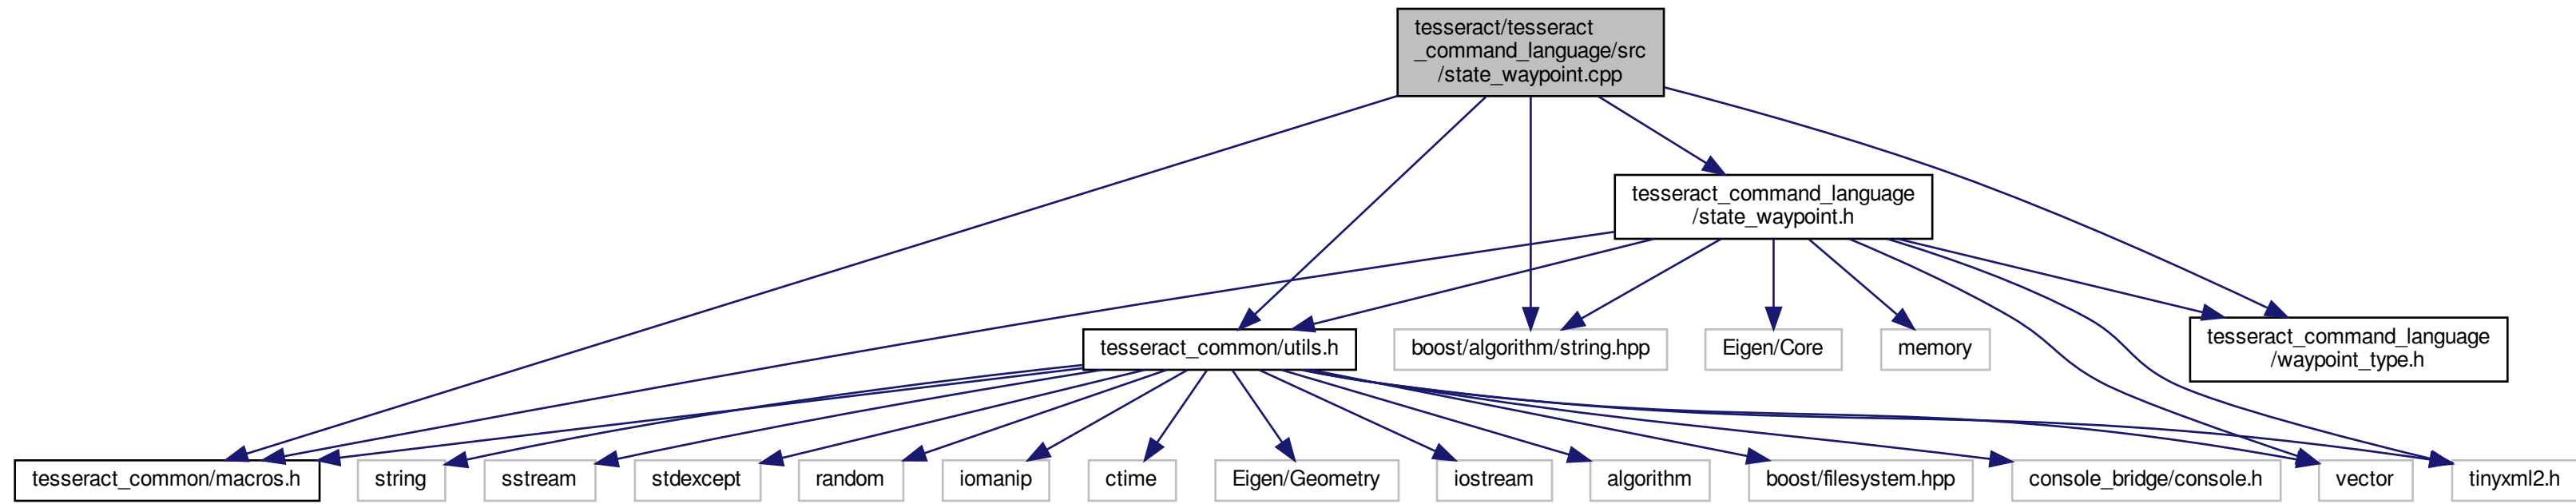 tesseract/tesseract
_command_language/src
/state_waypoint.cpp
tesseract_command_language
/state_waypoint.h
tesseract_common/utils.h
boost/algorithm/string.hpp
Eigen/Core
memory
tesseract_command_language
/waypoint_type.h
tesseract_common/macros.h
string
sstream
stdexcept
random
iomanip
ctime
Eigen/Geometry
iostream
algorithm
boost/filesystem.hpp
console_bridge/console.h
vector
tinyxml2.h